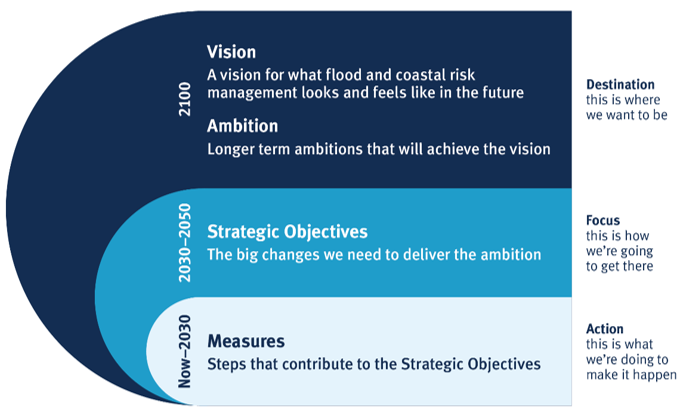 2100
Vision
A vision for what flood and coastal risk
management looks and feels like in the future
Ambition
Longer term ambitions that will achieve the vision
Destination
this is where
we want to be
2030–2050
Strategic Objectives
The big changes we need to deliver the ambition
Focus
this is how
we're going
to get there
Now–2030
Measures
Steps that contribute to the Strategic Objectives
Action
this is what
we're doing to
make it happen